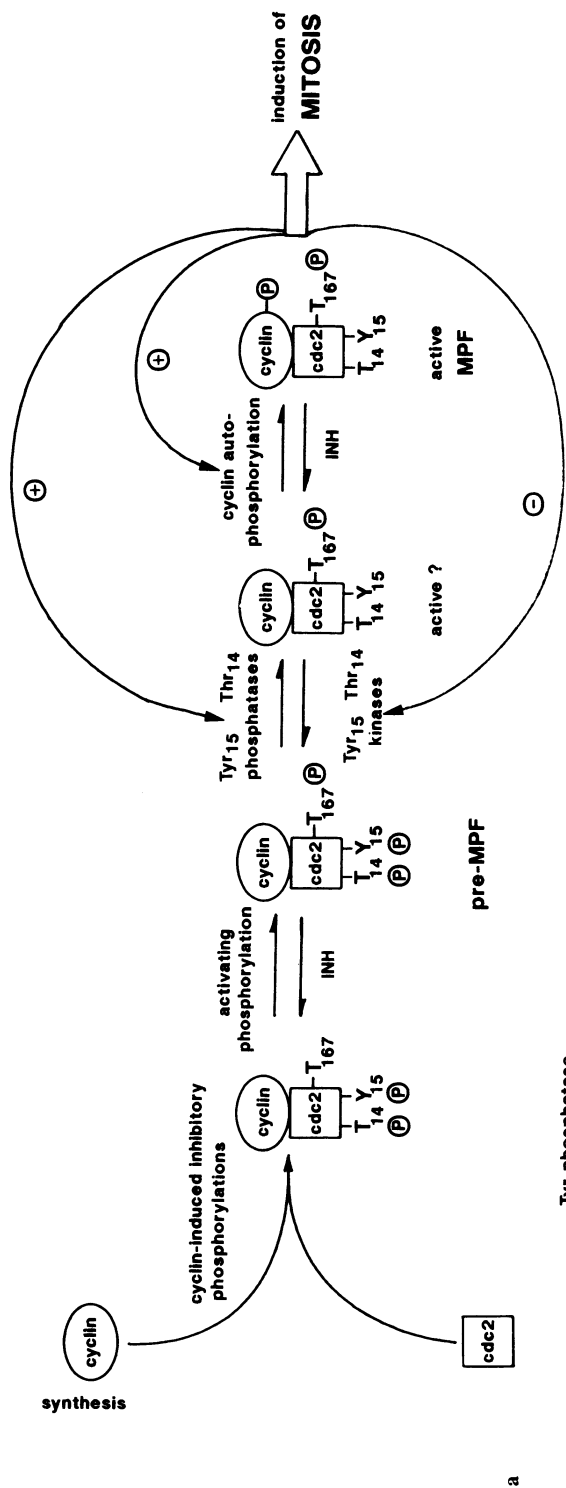 synthesis
cyclin
cdc2
cyclin-induced inhibitory
phosphorylations
cyclin
cdc2 T167
T14 Y15
P P
activating
phosphorylation
INH
cyclin
cdc2 T167 P
T14 Y15
P P
pre-MPF
Tyr15 Thr14
phosphatases
Tyr15 Thr14
kinases
cyclin
cdc2 T167 P
T14 Y15
active ?
cyclin auto-
phosphorylation
INH
cyclin P
cdc2 T167 P
T14 Y15
active
MPF
+
+
-
induction of
MITOSIS
a